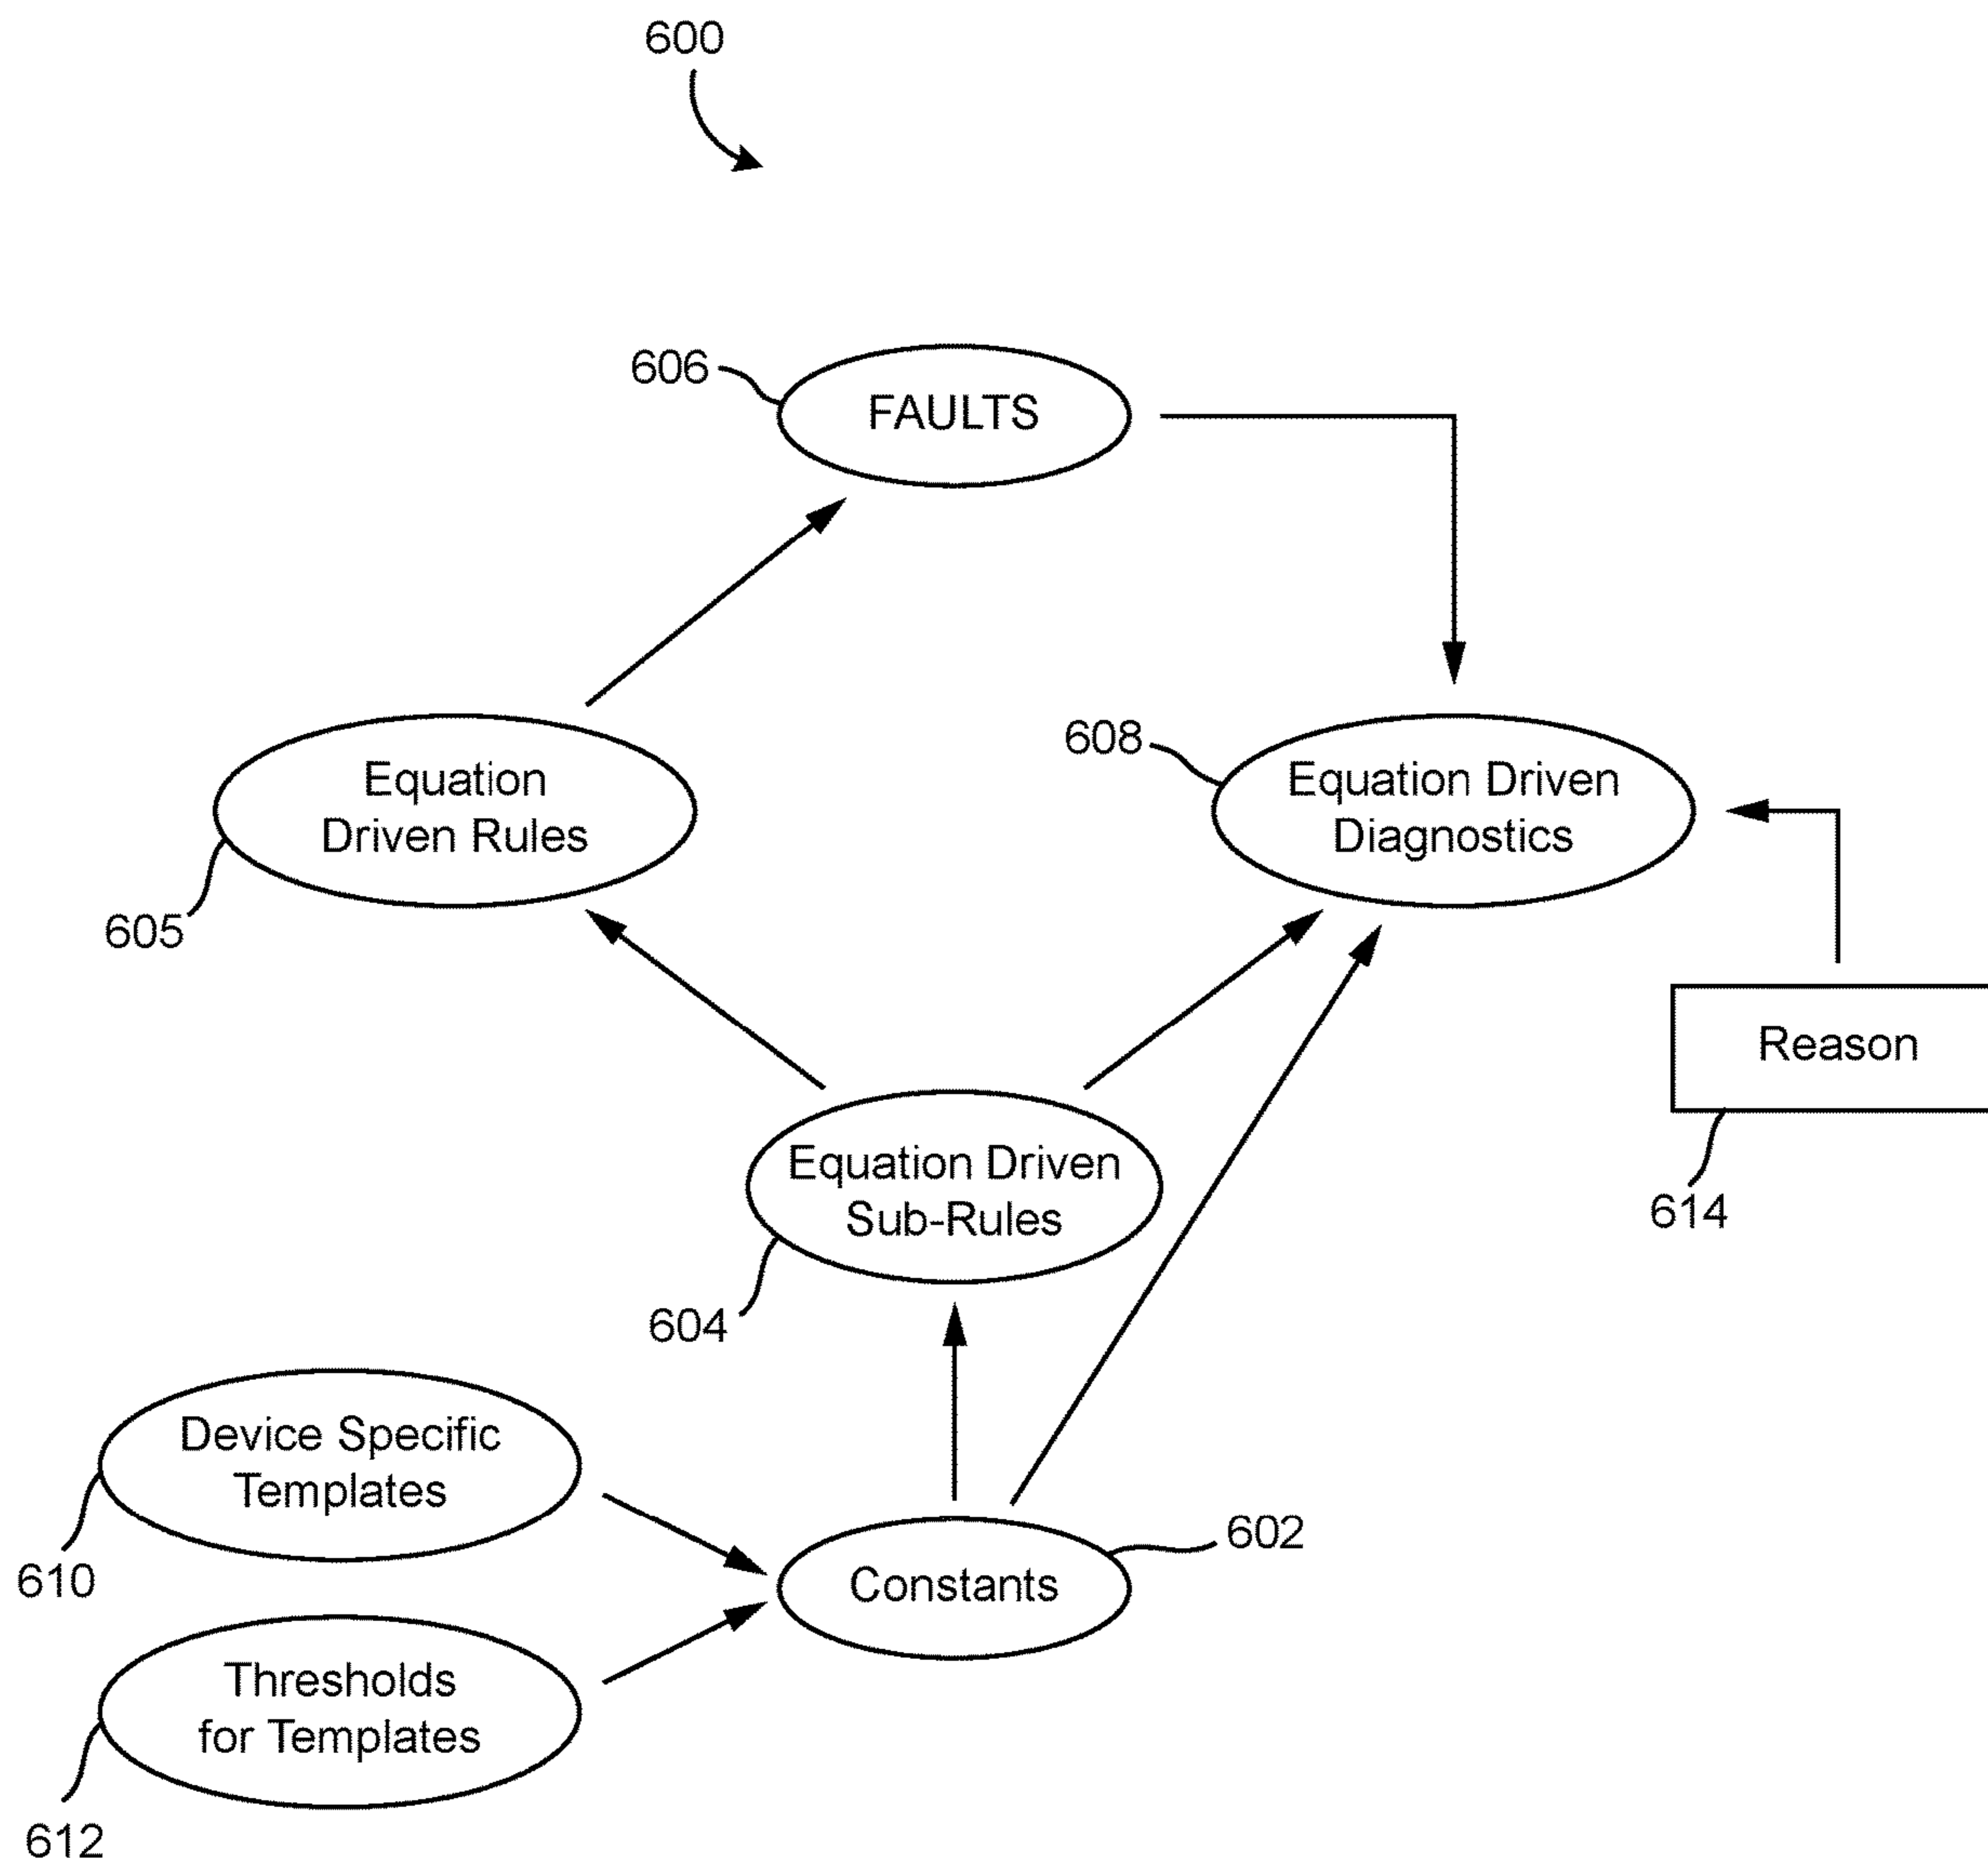 600
606
FAULTS
608
Equation
Driven Rules
Equation Driven
Diagnostics
605
Reason
Equation Driven
Sub-Rules
614
604
Device Specific
Templates
602
610
Constants
Thresholds
for Templates
612